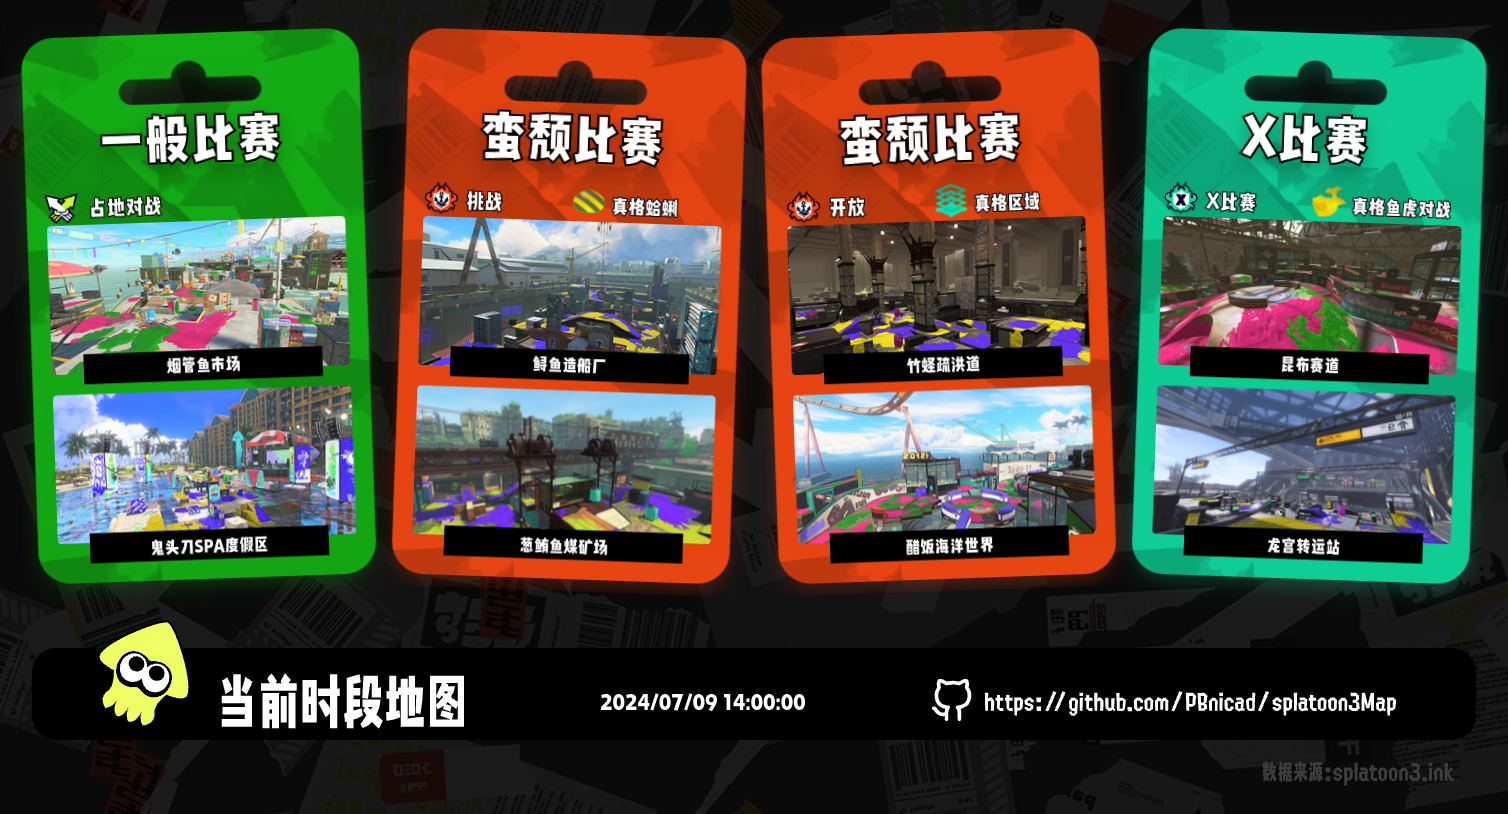 一般比赛
占地对战
烟管鱼市场
鬼头刀SPA度假区
蛮颓比赛
挑战
真格蛤蜊
鲟鱼造船厂
葱鲔鱼煤矿场
蛮颓比赛
开放
真格区域
竹蛏疏洪道
醋饭海洋世界
X比赛
X比赛
真格鱼虎对战
昆布赛道
龙宫转运站
当前时段地图
2024/07/09 14:00:00
https://github.com/PBnicad/splatoon3Map
数据来源:splatoon3.ink